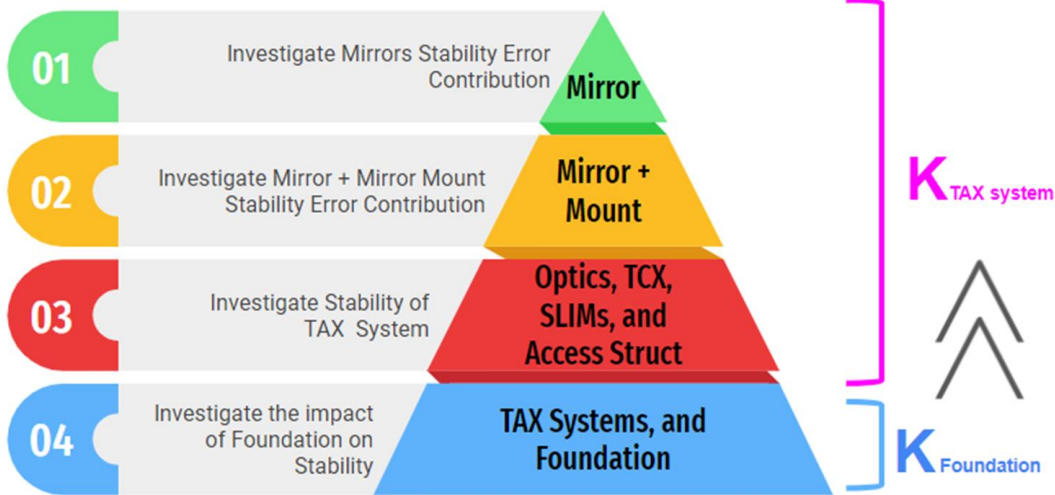 01
Investigate Mirrors Stability Error
Contribution
Mirror
02
Investigate Mirror + Mirror Mount
Stability Error Contribution
Mirror +
Mount
K TAX system
03
Investigate Stability of
TAX System
Optics, TCX,
SLIMs, and
Access Struct
04
Investigate the impact
of Foundation on
Stability
TAX Systems, and
Foundation
K Foundation